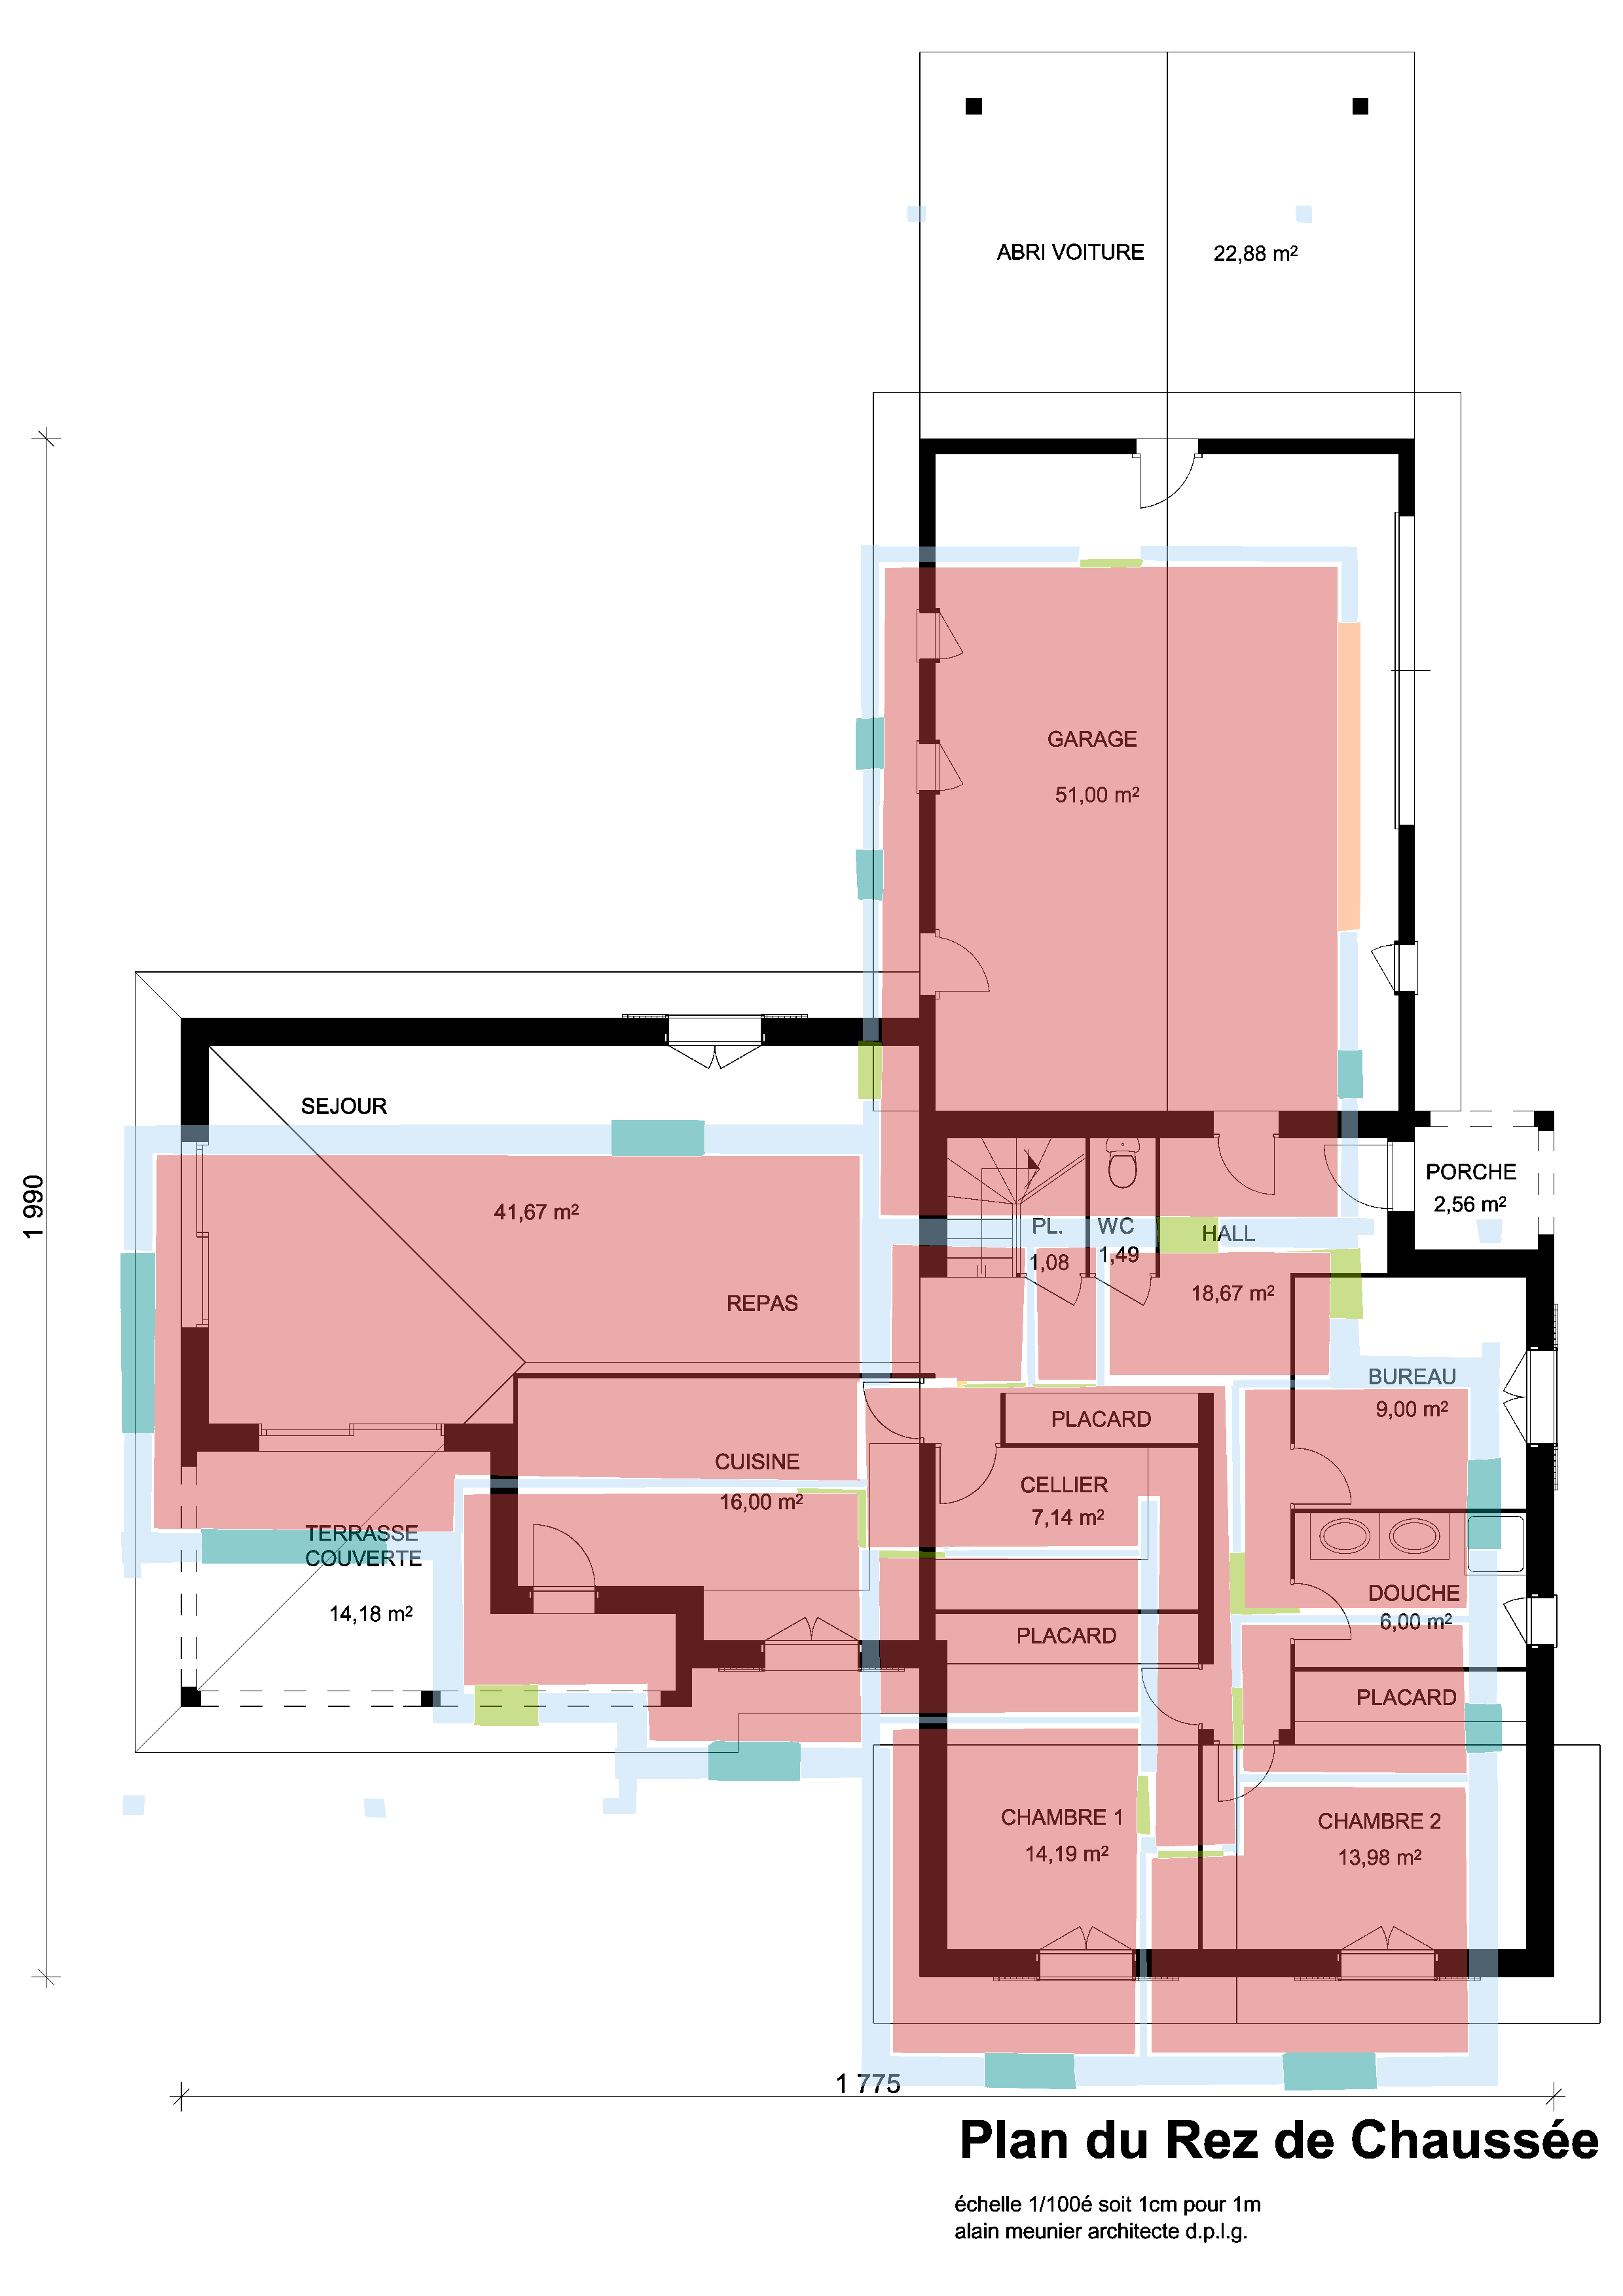 ABRI VOITURE 22,88 m²
GARAGE
51,00 m²
SEJOUR
41,67 m²
REPAS
PORCHE
2,56 m²
PL.
1,08
WC
1,49
HALL
18,67 m²
BUREAU
9,00 m²
PLACARD
CUISINE
16,00 m²
CELLIER
7,14 m²
TERRASSE
COUVERTE
14,18 m²
DOUCHE
6,00 m²
PLACARD
PLACARD
CHAMBRE 1
14,19 m²
CHAMBRE 2
13,98 m²
1 990
1 775
Plan du Rez de Chaussée
échelle 1/100é soit 1cm pour 1m
alain meunier architecte d.p.l.g.